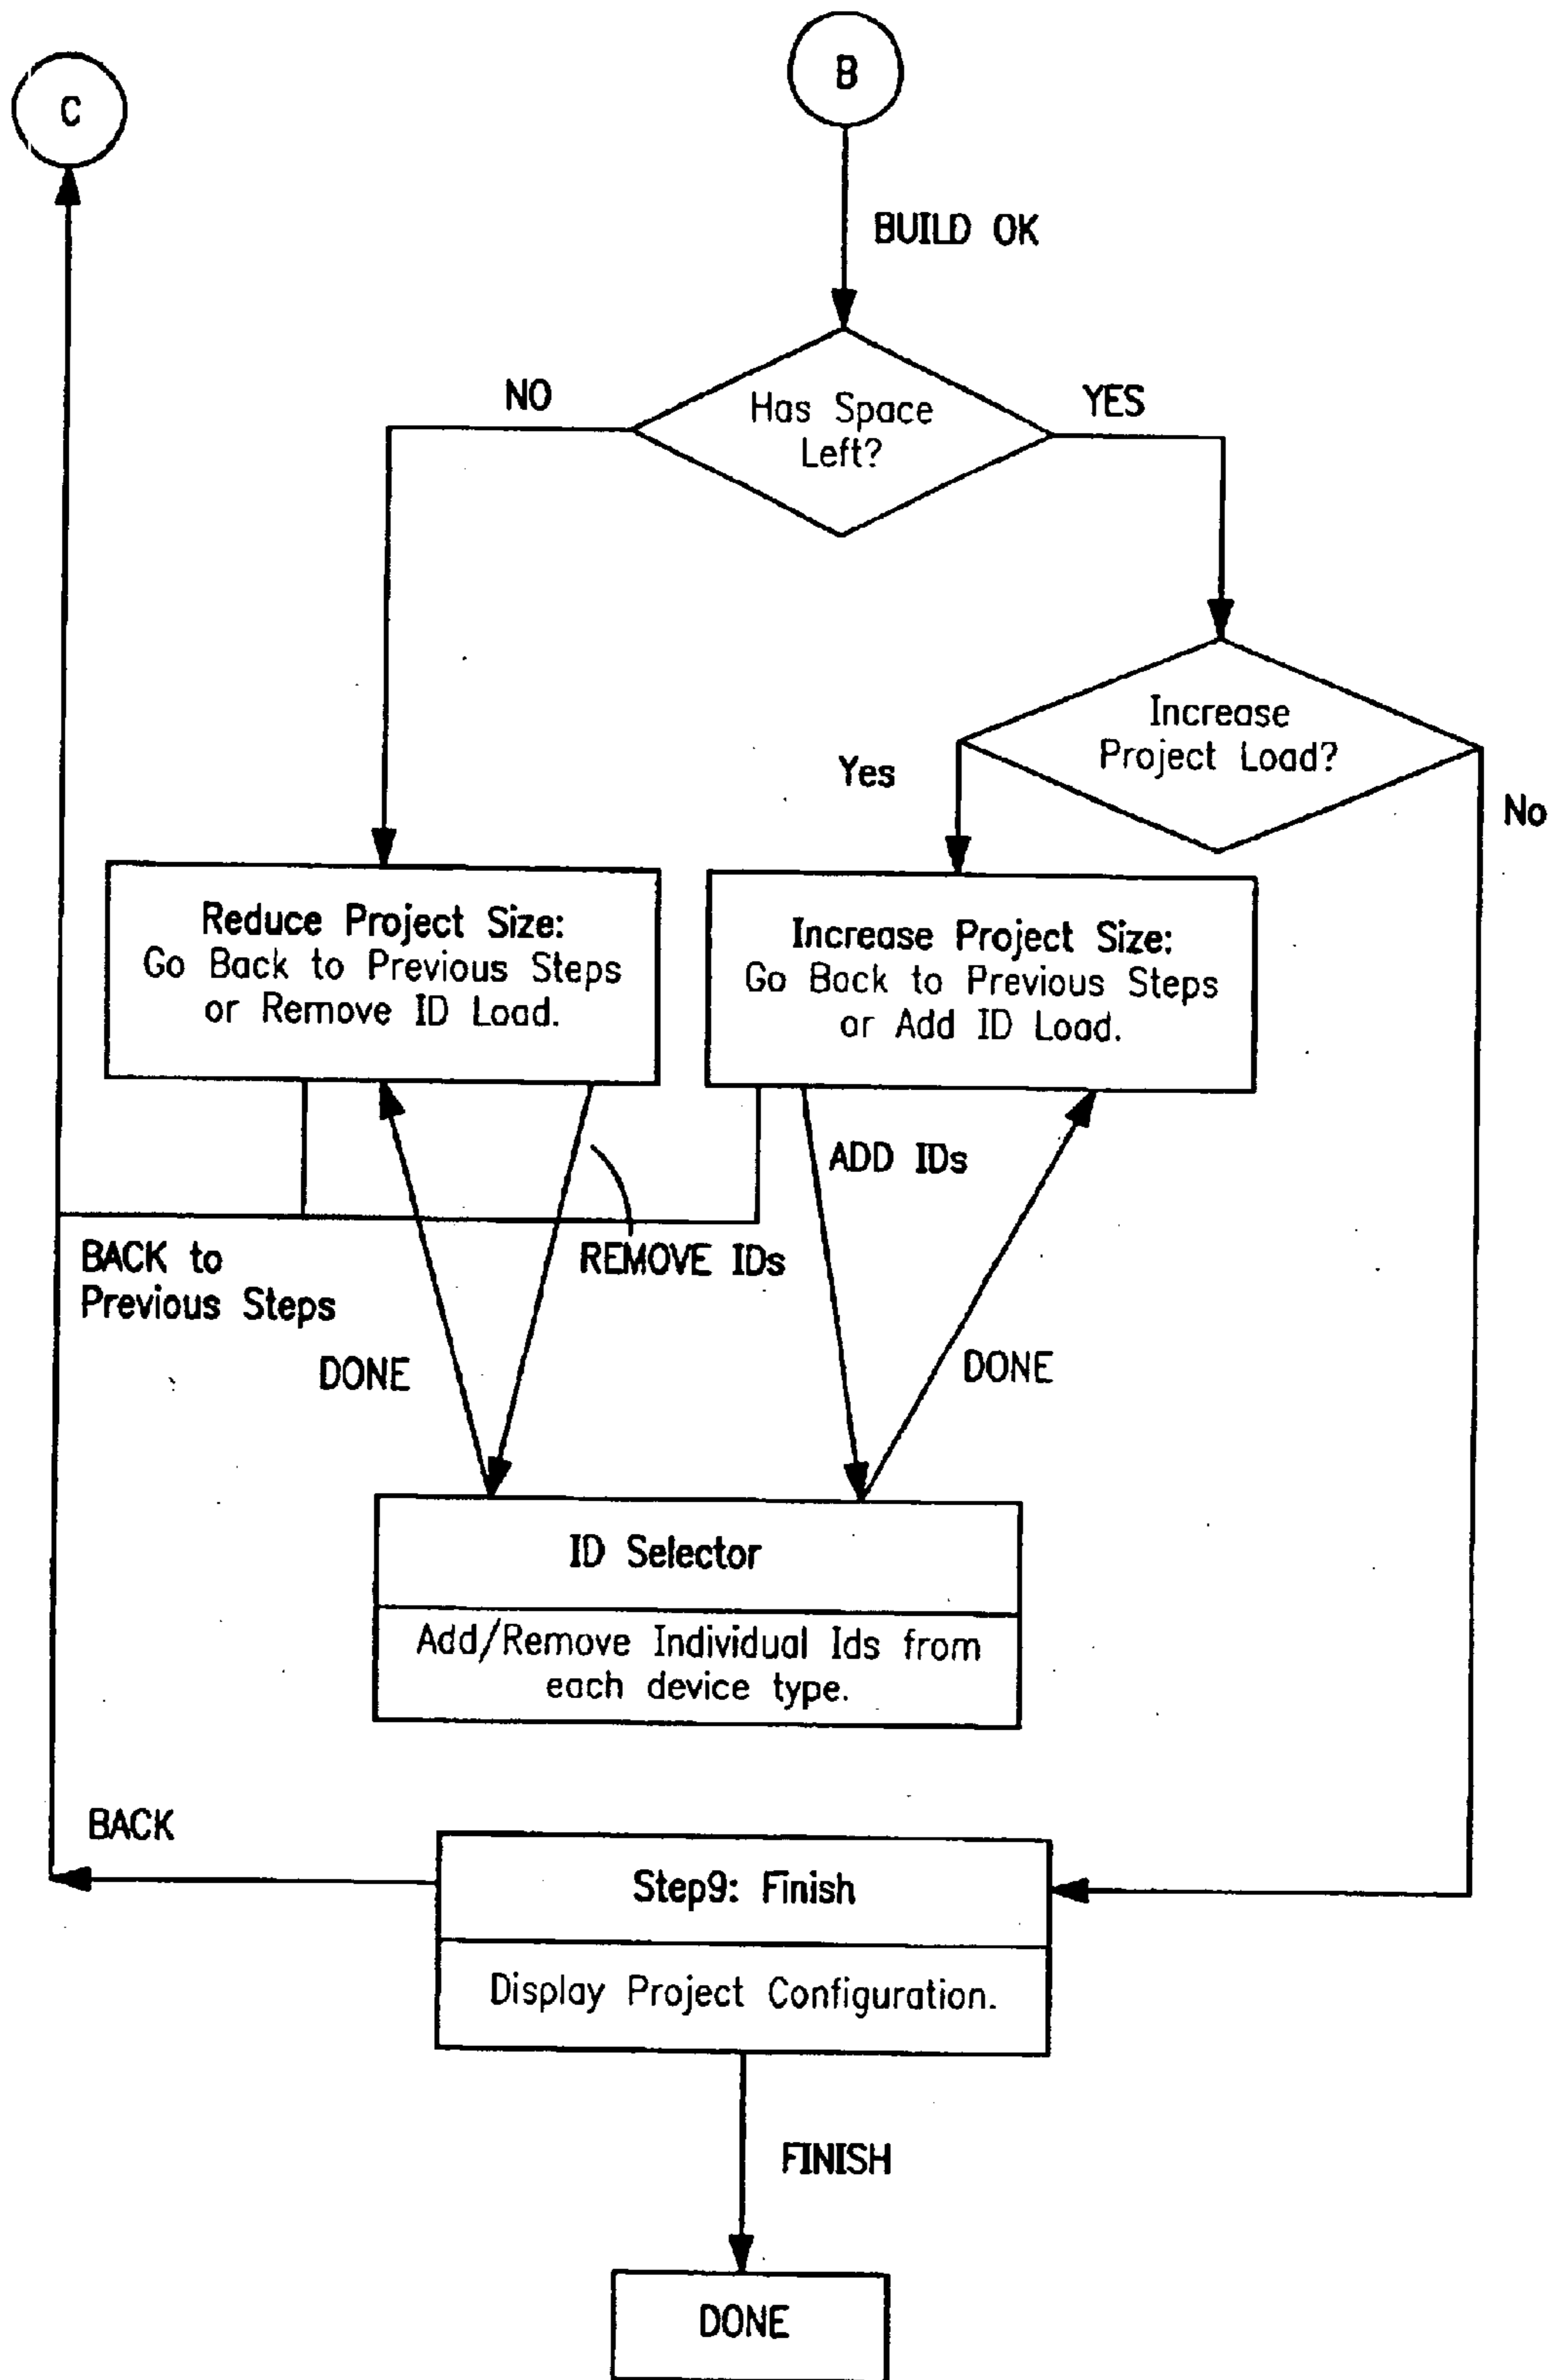 C
B
BUILD OK
NO
Has Space
Left?
YES
Increase
Project Load?
Yes
No
Reduce Project Size:
Go Back to Previous Steps
or Remove ID Load.
Increase Project Size:
Go Back to Previous Steps
or Add ID Load.
ADD IDs
REMOVE IDs
BACK to
Previous Steps
DONE
DONE
ID Selector
Add/Remove Individual Ids from
each device type.
BACK
Step9: Finish
Display Project Configuration.
FINISH
DONE